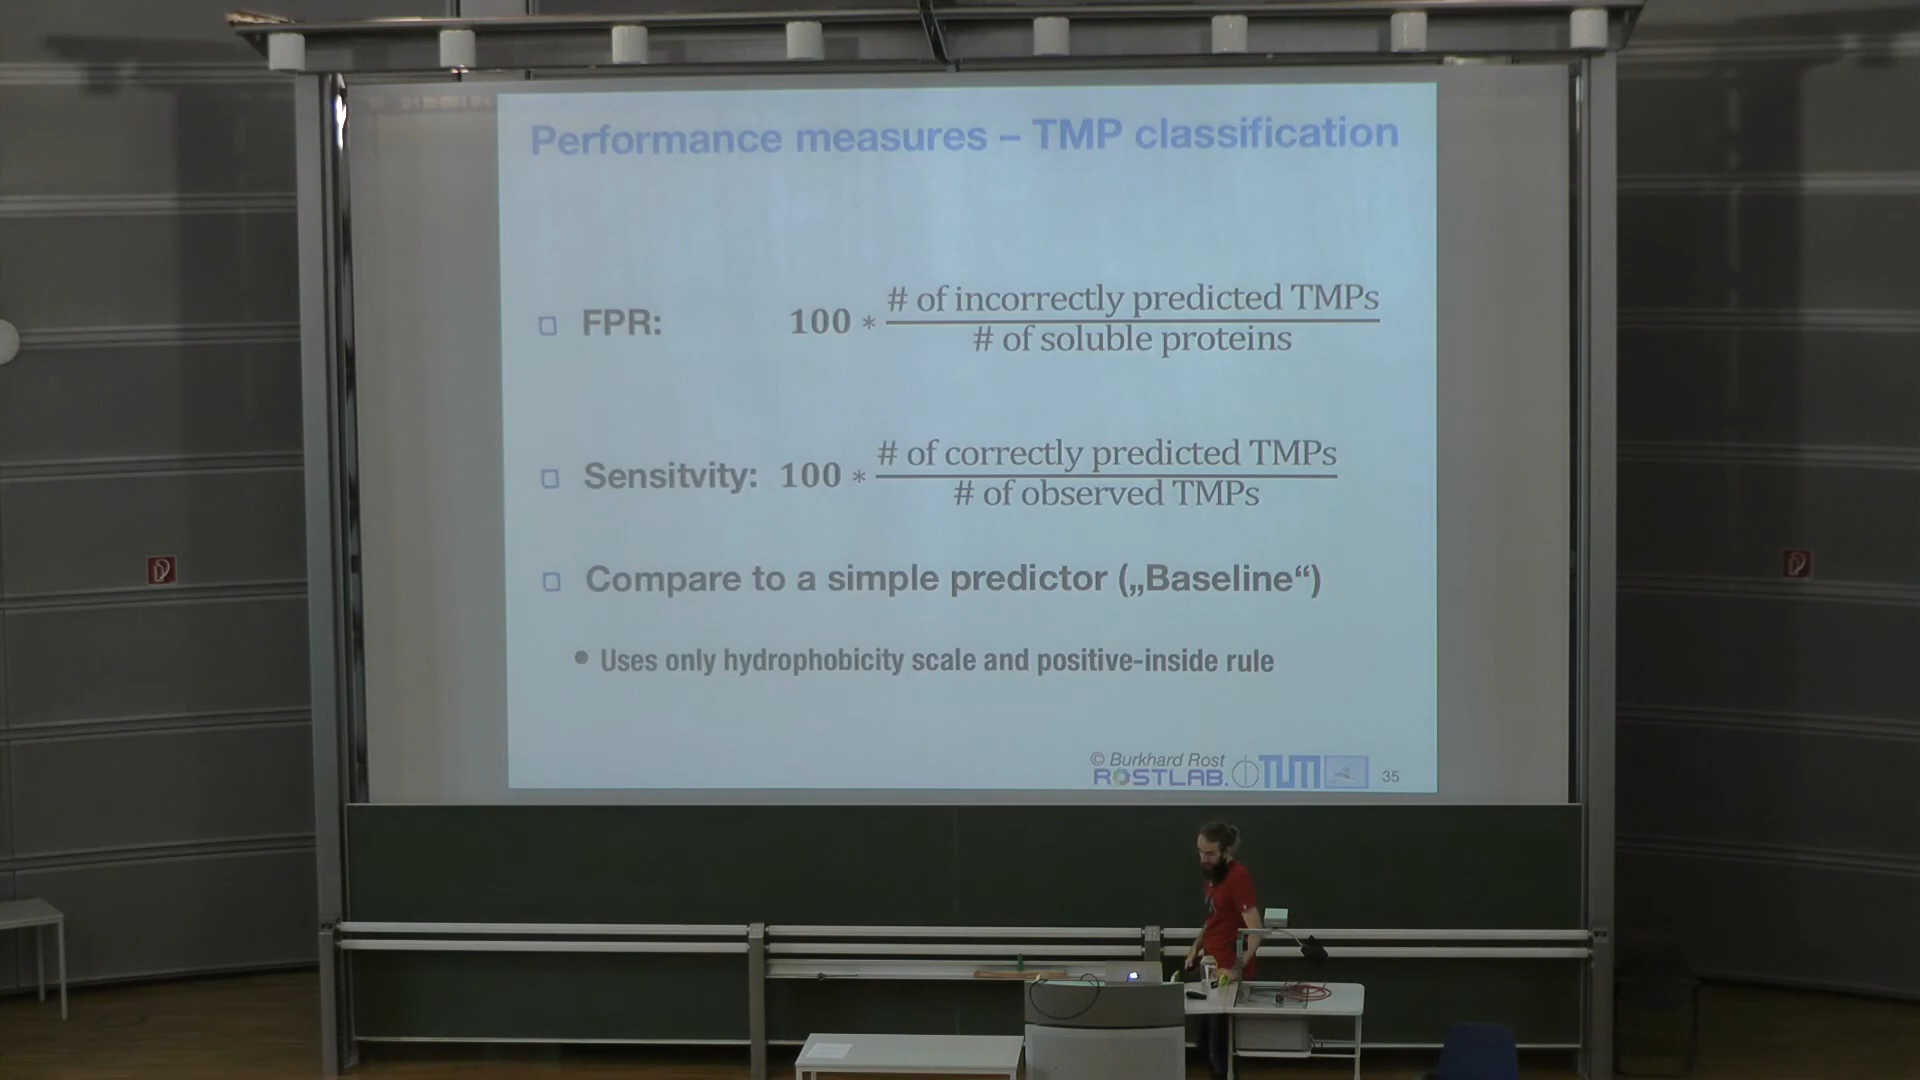 Performance measures – TMP classification
FPR: 100 * # of incorrectly predicted TMPs
# of soluble proteins
Sensitvity: 100 * # of correctly predicted TMPs
# of observed TMPs
Compare to a simple predictor („Baseline“)
Uses only hydrophobicity scale and positive-inside rule
© Burkhard Rost
ROSTLAB. TUM 35